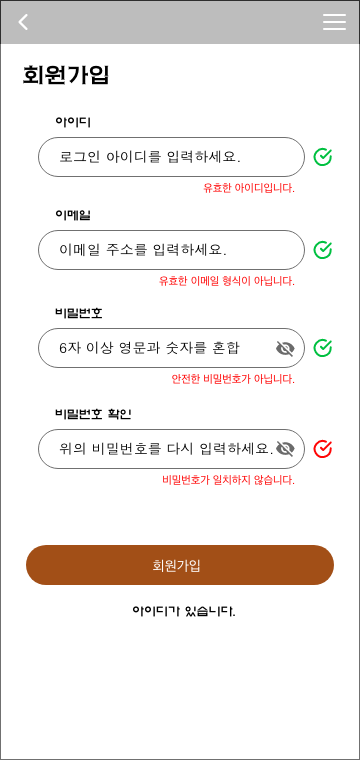 회원가입
아이디
로그인 아이디를 입력하세요.
유효한 아이디입니다.
이메일
이메일 주소를 입력하세요.
유효한 이메일 형식이 아닙니다.
비밀번호
6자 이상 영문과 숫자를 혼합
안전한 비밀번호가 아닙니다.
비밀번호 확인
위의 비밀번호를 다시 입력하세요.
비밀번호가 일치하지 않습니다.
회원가입
아이디가 있습니다.